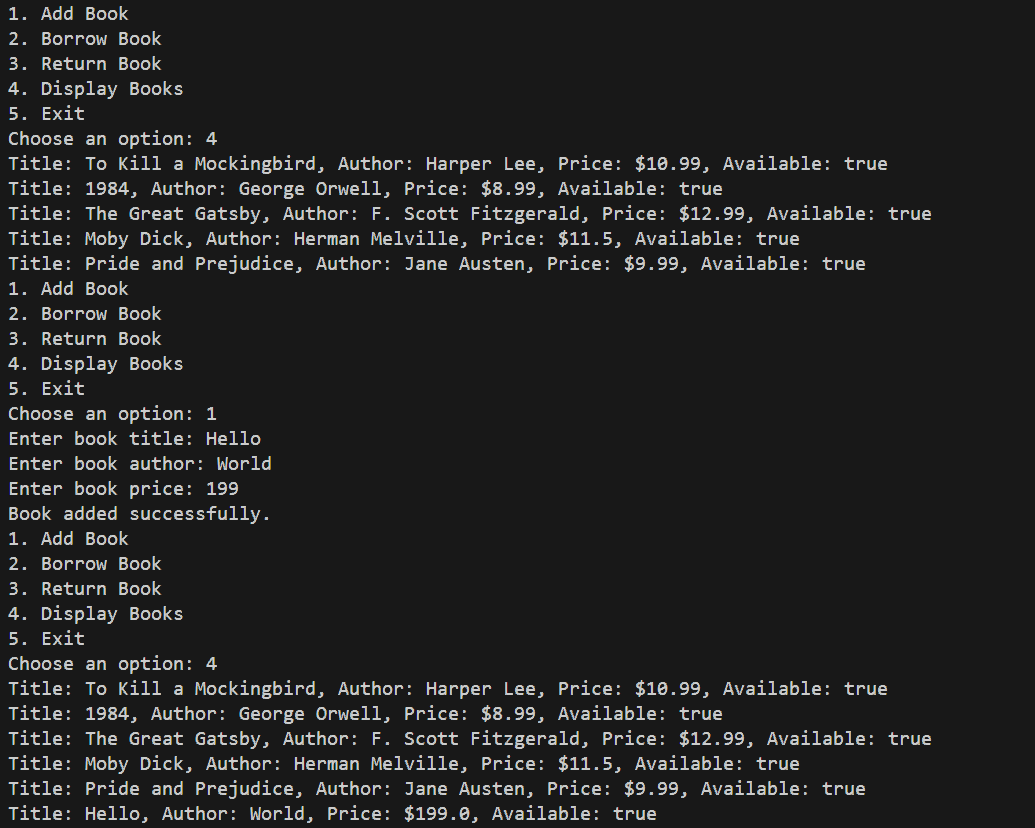 1. Add Book
2. Borrow Book
3. Return Book
4. Display Books
5. Exit
Choose an option: 4
Title: To Kill a Mockingbird, Author: Harper Lee, Price: $10.99, Available: true
Title: 1984, Author: George Orwell, Price: $8.99, Available: true
Title: The Great Gatsby, Author: F. Scott Fitzgerald, Price: $12.99, Available: true
Title: Moby Dick, Author: Herman Melville, Price: $11.5, Available: true
Title: Pride and Prejudice, Author: Jane Austen, Price: $9.99, Available: true
1. Add Book
2. Borrow Book
3. Return Book
4. Display Books
5. Exit
Choose an option: 1
Enter book title: Hello
Enter book author: World
Enter book price: 199
Book added successfully.
1. Add Book
2. Borrow Book
3. Return Book
4. Display Books
5. Exit
Choose an option: 4
Title: To Kill a Mockingbird, Author: Harper Lee, Price: $10.99, Available: true
Title: 1984, Author: George Orwell, Price: $8.99, Available: true
Title: The Great Gatsby, Author: F. Scott Fitzgerald, Price: $12.99, Available: true
Title: Moby Dick, Author: Herman Melville, Price: $11.5, Available: true
Title: Pride and Prejudice, Author: Jane Austen, Price: $9.99, Available: true
Title: Hello, Author: World, Price: $199.0, Available: true